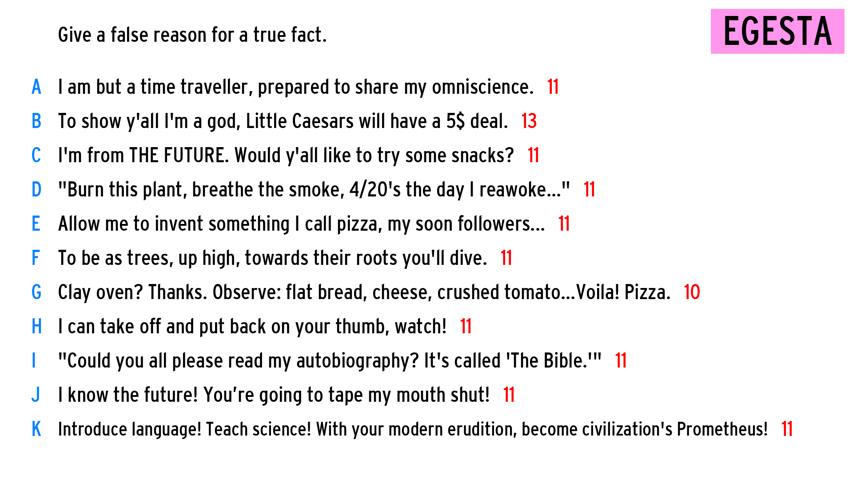 Give a false reason for a true fact.
EGESTA
A I am but a time traveller, prepared to share my omniscience. 11
B To show y'all I'm a god, Little Caesars will have a 5$ deal. 13
C I'm from THE FUTURE. Would y'all like to try some snacks? 11
D "Burn this plant, breathe the smoke, 4/20's the day I reawoke..." 11
E Allow me to invent something I call pizza, my soon followers... 11
F To be as trees, up high, towards their roots you'll dive. 11
G Clay oven? Thanks. Observe: flat bread, cheese, crushed tomato...Voila! Pizza. 10
H I can take off and put back on your thumb, watch! 11
I "Could you all please read my autobiography? It's called 'The Bible.'" 11
J I know the future! You’re going to tape my mouth shut! 11
K Introduce language! Teach science! With your modern erudition, become civilization's Prometheus! 11